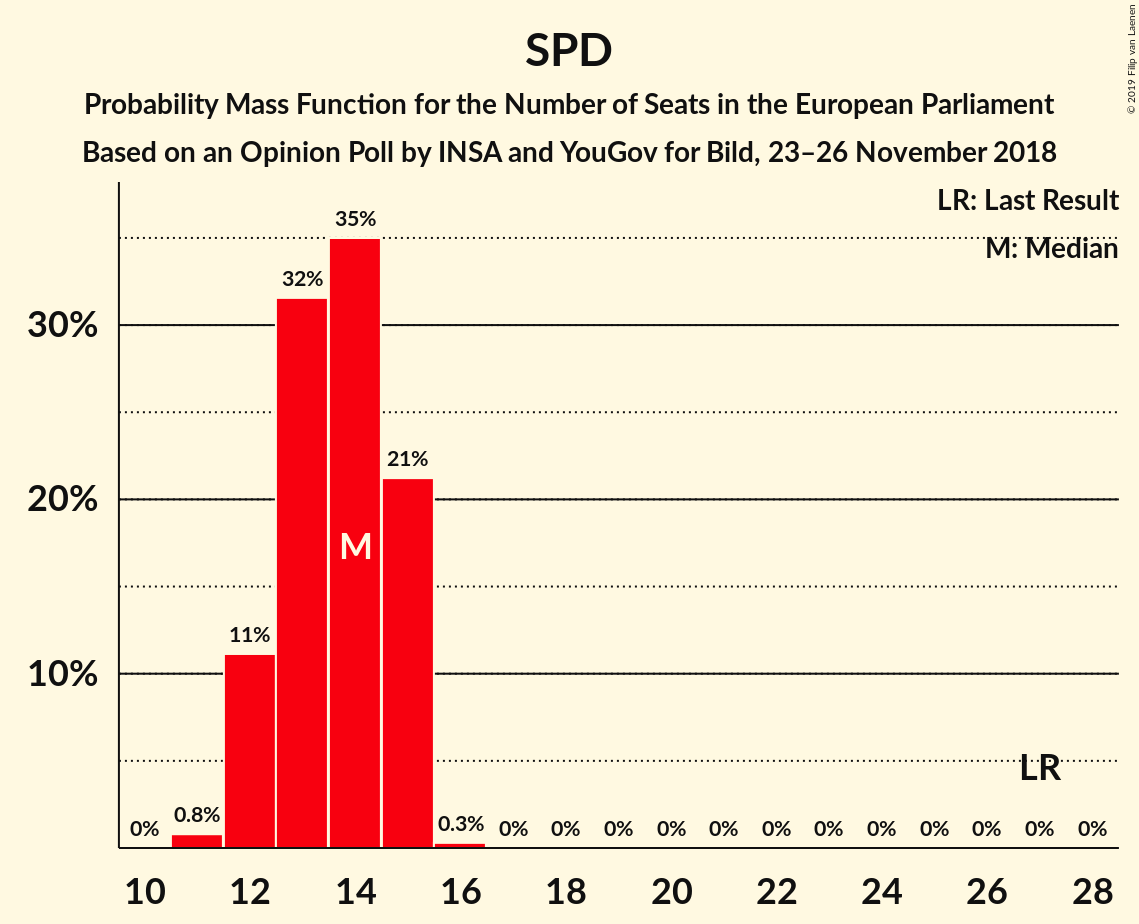 SPD
Probability Mass Function for the Number of Seats in the European Parliament
Based on an Opinion Poll by INSA and YouGov for Bild, 23–26 November 2018
© 2019 Filip van Laenen
LR: Last Result
M: Median
35%
32%
30%
21%
20%
M
11%
10%
LR
0% 0.8% 0.3% 0% 0% 0% 0% 0% 0% 0% 0% 0% 0% 0% 0%
10 12 14 16 18 20 22 24 26 28